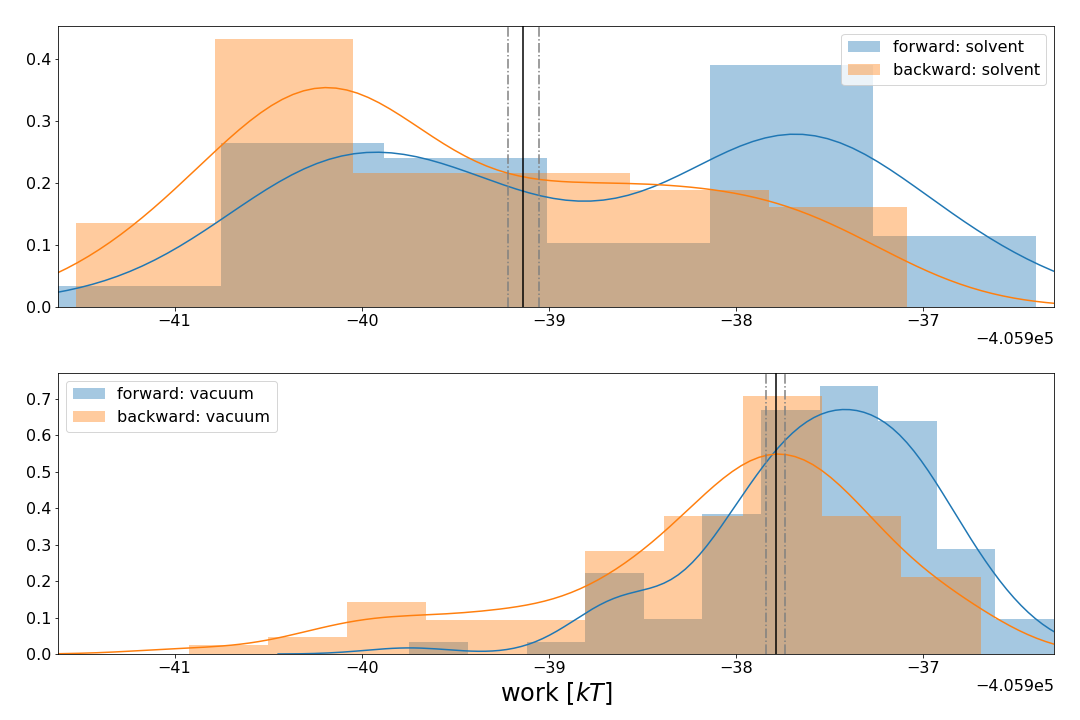 0.4
0.3
0.2
0.1
0.0
forward: solvent
backward: solvent
−41 −40 −39 −38 −37
−4.059e5
0.7
0.6
0.5
0.4
0.3
0.2
0.1
0.0
forward: vacuum
backward: vacuum
−41 −40 −39 −38 −37
−4.059e5
work [kT]